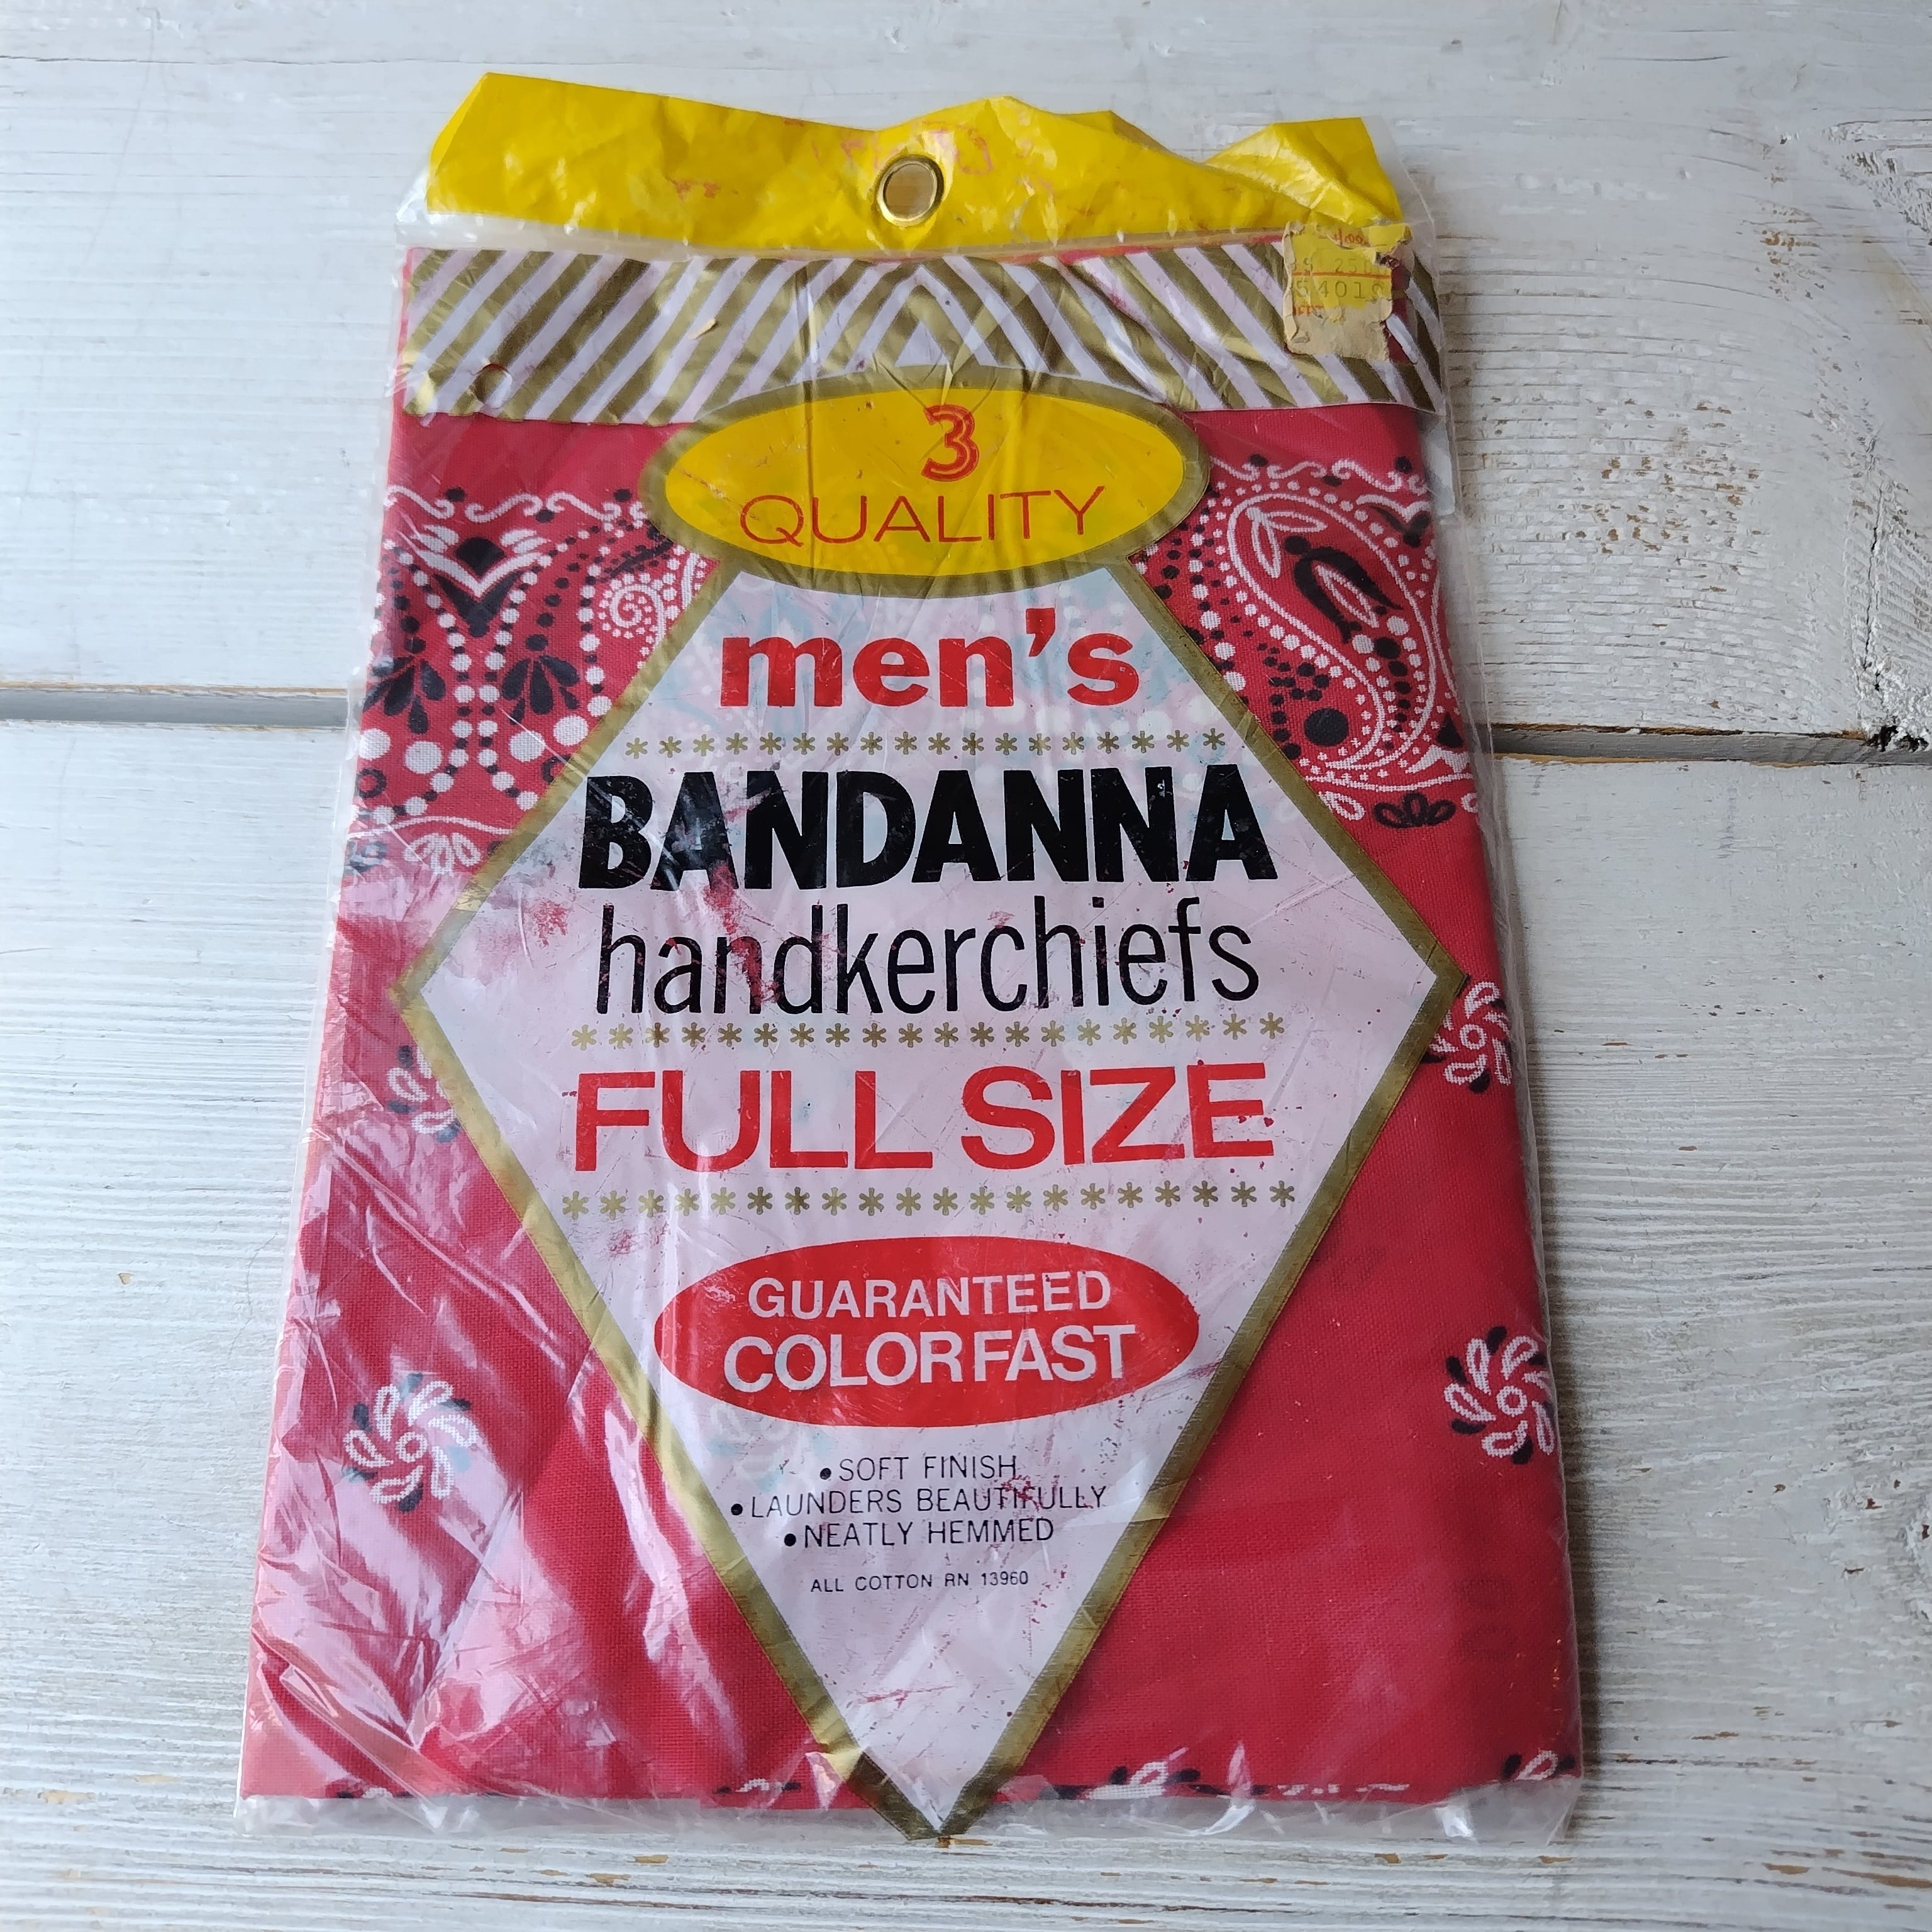 3
QUALITY
men's
BANDANNA
handkerchiefs
FULL SIZE
GUARANTEED
COLORFAST
• SOFT FINISH
• LAUNDERS BEAUTIFULLY
• NEATLY HEMMED
ALL COTTON RN 13960